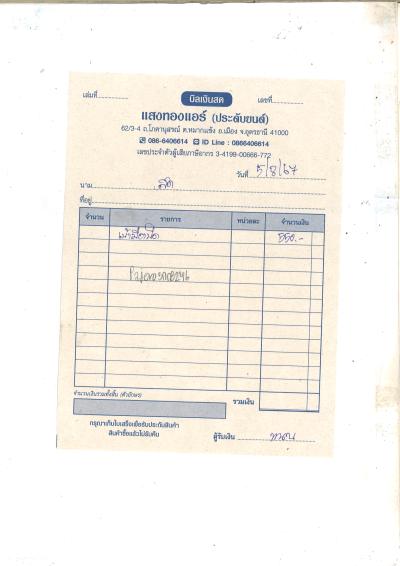 บิลเงินสด
เล่มที่ เลขที่
แสงทองแอร์ (ประดับยนต์)
62/3-4 ถ.โภคานุสรณ์ ต.หมากแข้ง อ.เมือง จ.อุดรธานี 41000
086-6406614 ID Line : 0866406614
เลขประจำตัวผู้เสียภาษีอากร 3-4199-00666-77-2
วันที่ 5/8/67
นาม สด
ที่อยู่
จำนวน รายการ หน่วยละ จำนวนเงิน
550.-
จำนวนเงินรวมทั้งสิ้น (ตัวอักษร)
รวมเงิน
กรุณาเก็บใบเสร็จเพื่อรับประกันสินค้า
สินค้าซื้อแล้วไม่รับคืน
ผู้รับเงิน